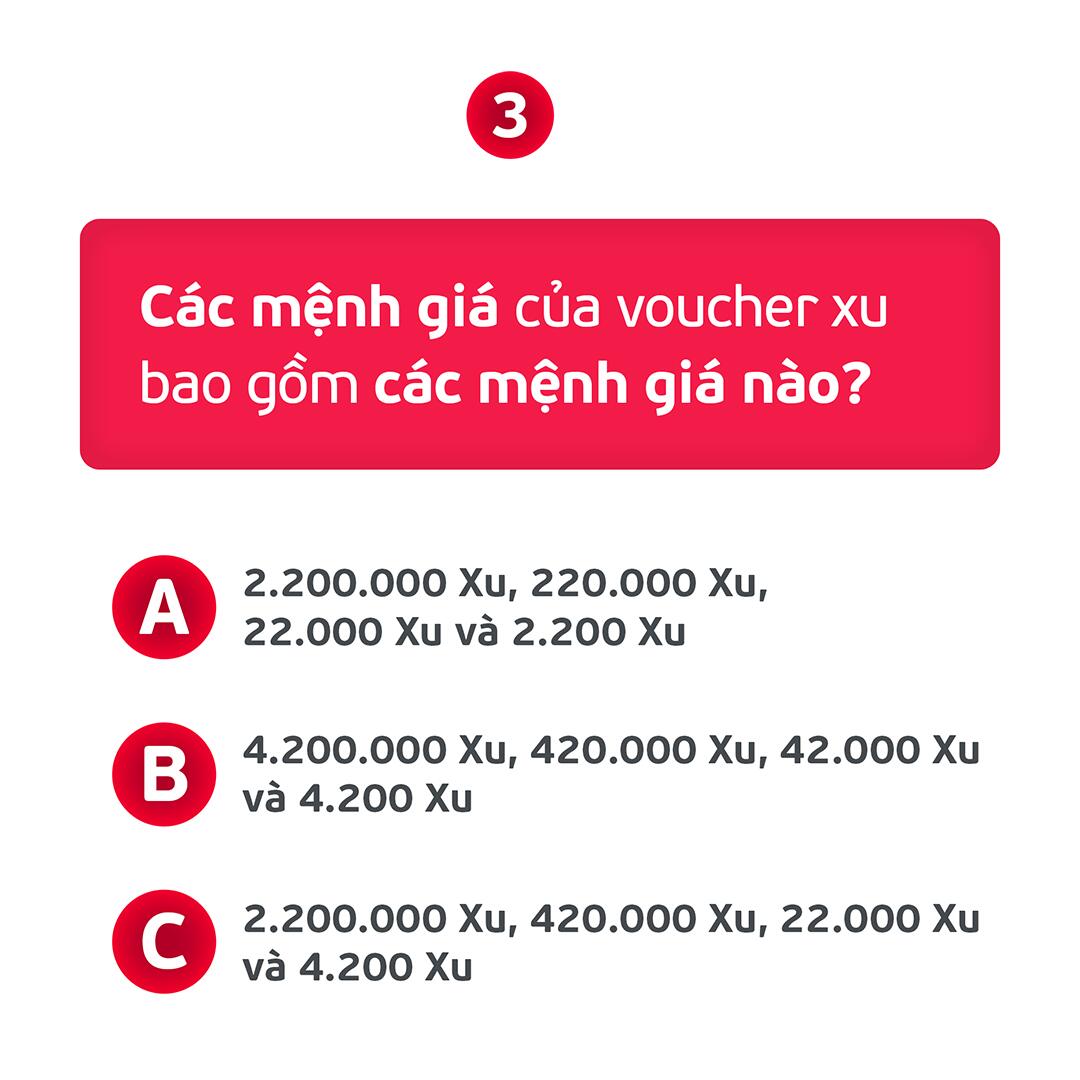 3
Các mệnh giá của voucher xu
bao gồm các mệnh giá nào?
A
2.200.000 Xu, 220.000 Xu,
22.000 Xu và 2.200 Xu
B
4.200.000 Xu, 420.000 Xu, 42.000 Xu
và 4.200 Xu
C
2.200.000 Xu, 420.000 Xu, 22.000 Xu
và 4.200 Xu